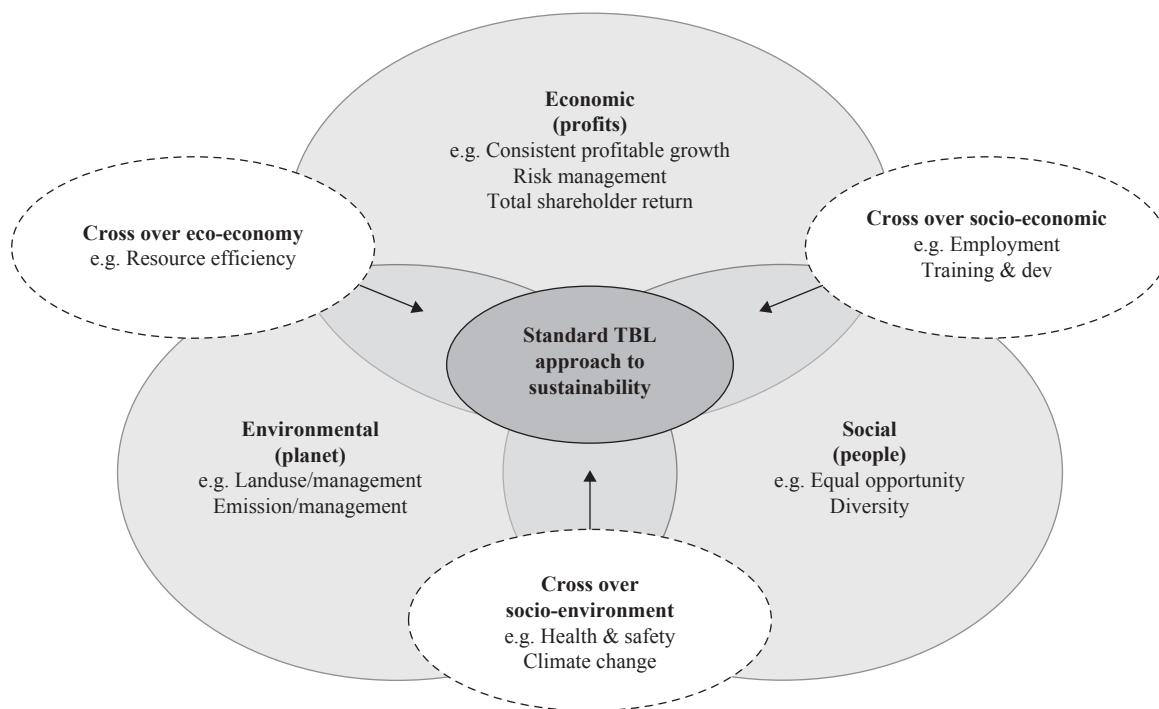 Economic
(profits)
e.g. Consistent profitable growth
Risk management
Total shareholder return
Cross over eco-economy
e.g. Resource efficiency
Cross over socio-economic
e.g. Employment
Training & dev
Standard TBL
approach to
sustainability
Environmental
(planet)
e.g. Landuse/management
Emission/management
Social
(people)
e.g. Equal opportunity
Diversity
Cross over
socio-environment
e.g. Health & safety
Climate change